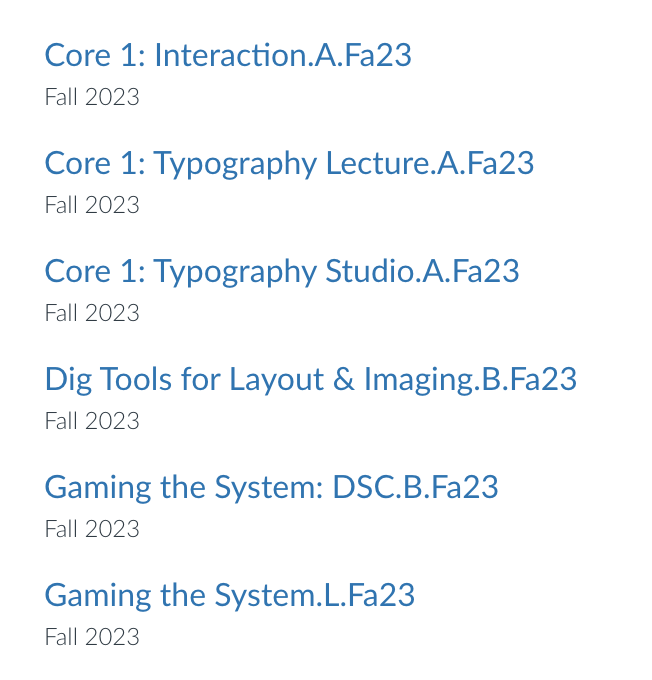 Core 1: Interaction.A.Fa23
Fall 2023
Core 1: Typography Lecture.A.Fa23
Fall 2023
Core 1: Typography Studio.A.Fa23
Fall 2023
Dig Tools for Layout & Imaging.B.Fa23
Fall 2023
Gaming the System: DSC.B.Fa23
Fall 2023
Gaming the System.L.Fa23
Fall 2023